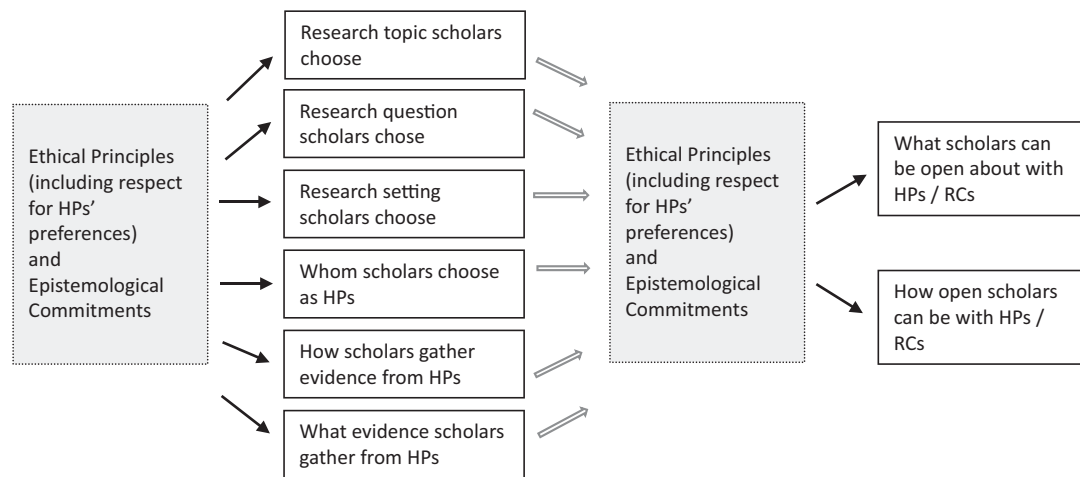 Ethical Principles
(including respect
for HPs'
preferences)
and
Epistemological
Commitments
Research topic scholars
choose
Research question
scholars chose
Research setting
scholars choose
Whom scholars choose
as HPs
How scholars gather
evidence from HPs
What evidence scholars
gather from HPs
Ethical Principles
(including respect
for HPs'
preferences)
and
Epistemological
Commitments
What scholars can
be open about with
HPs / RCs
How open scholars
can be with HPs /
RCs